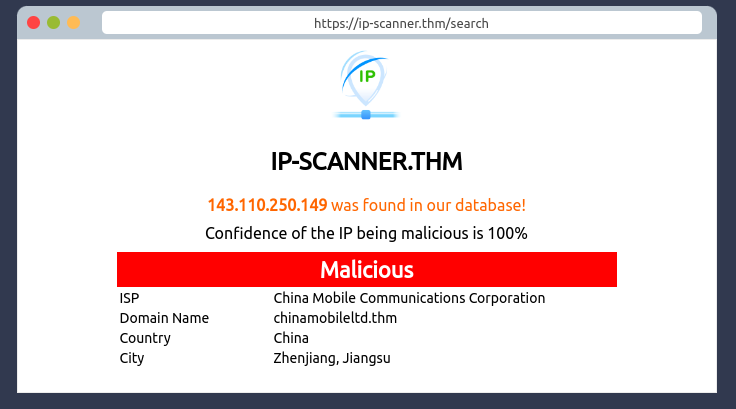 https://ip-scanner.thm/search
IP
IP-SCANNER.THM
143.110.250.149 was found in our database!
Confidence of the IP being malicious is 100%
Malicious
ISP China Mobile Communications Corporation
Domain Name chinamobileltd.thm
Country China
City Zhenjiang, Jiangsu